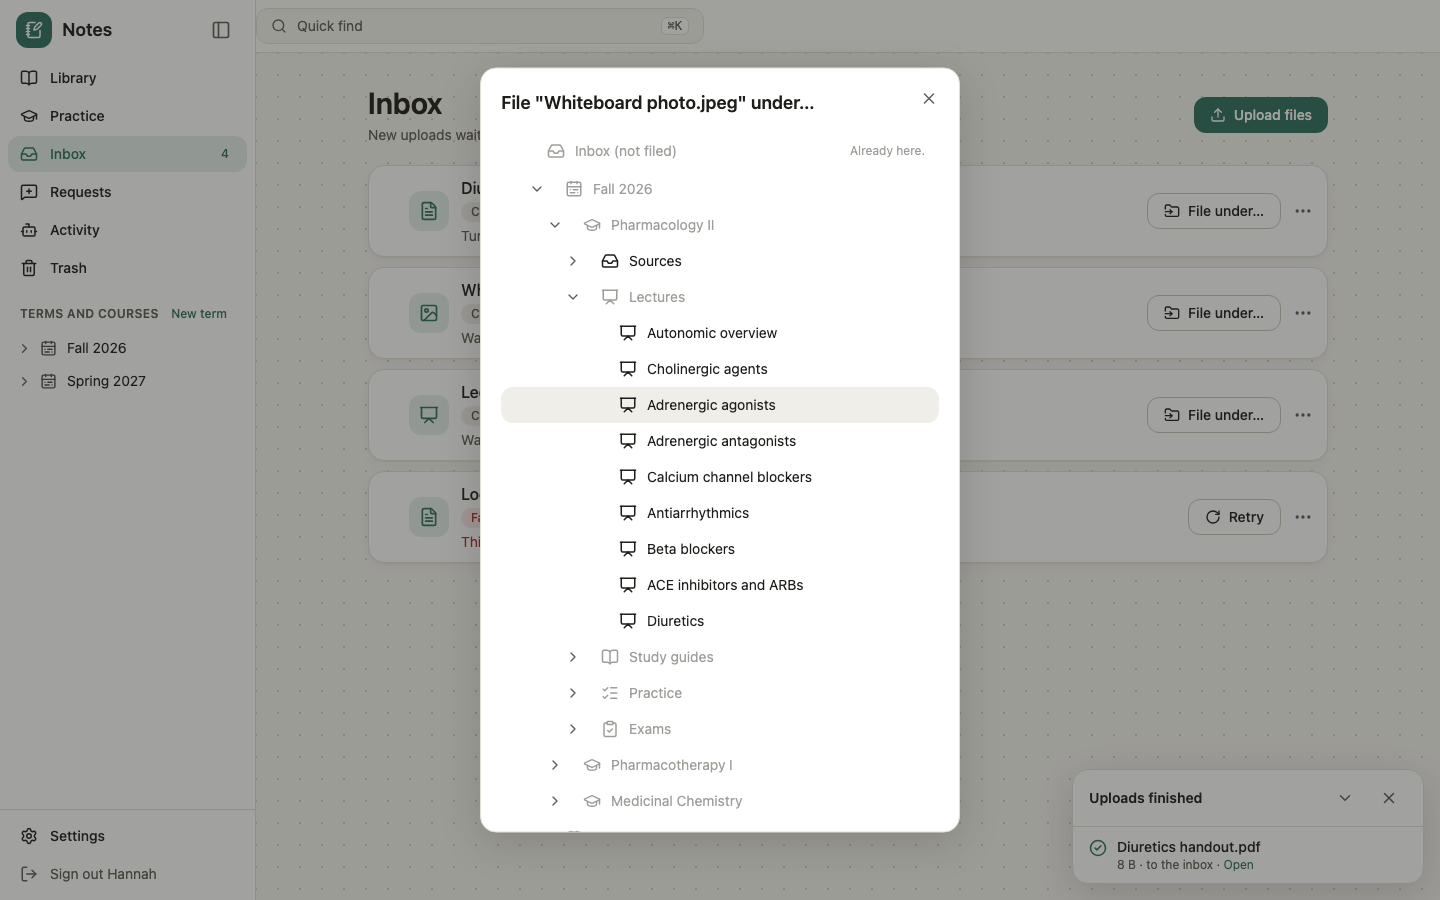 Notes
Quick find
⌘K
Library
Practice
Inbox
4
Requests
Activity
Trash
TERMS AND COURSES
New term
Fall 2026
Spring 2027
Settings
Sign out Hannah
Inbox
New uploads wait
Upload files
File under...
File under...
File under...
Retry
File "Whiteboard photo.jpeg" under...
Inbox (not filed)
Already here.
Fall 2026
Pharmacology II
Sources
Lectures
Autonomic overview
Cholinergic agents
Adrenergic agonists
Adrenergic antagonists
Calcium channel blockers
Antiarrhythmics
Beta blockers
ACE inhibitors and ARBs
Diuretics
Study guides
Practice
Exams
Pharmacotherapy I
Medicinal Chemistry
Uploads finished
Diuretics handout.pdf
8 B · to the inbox · Open